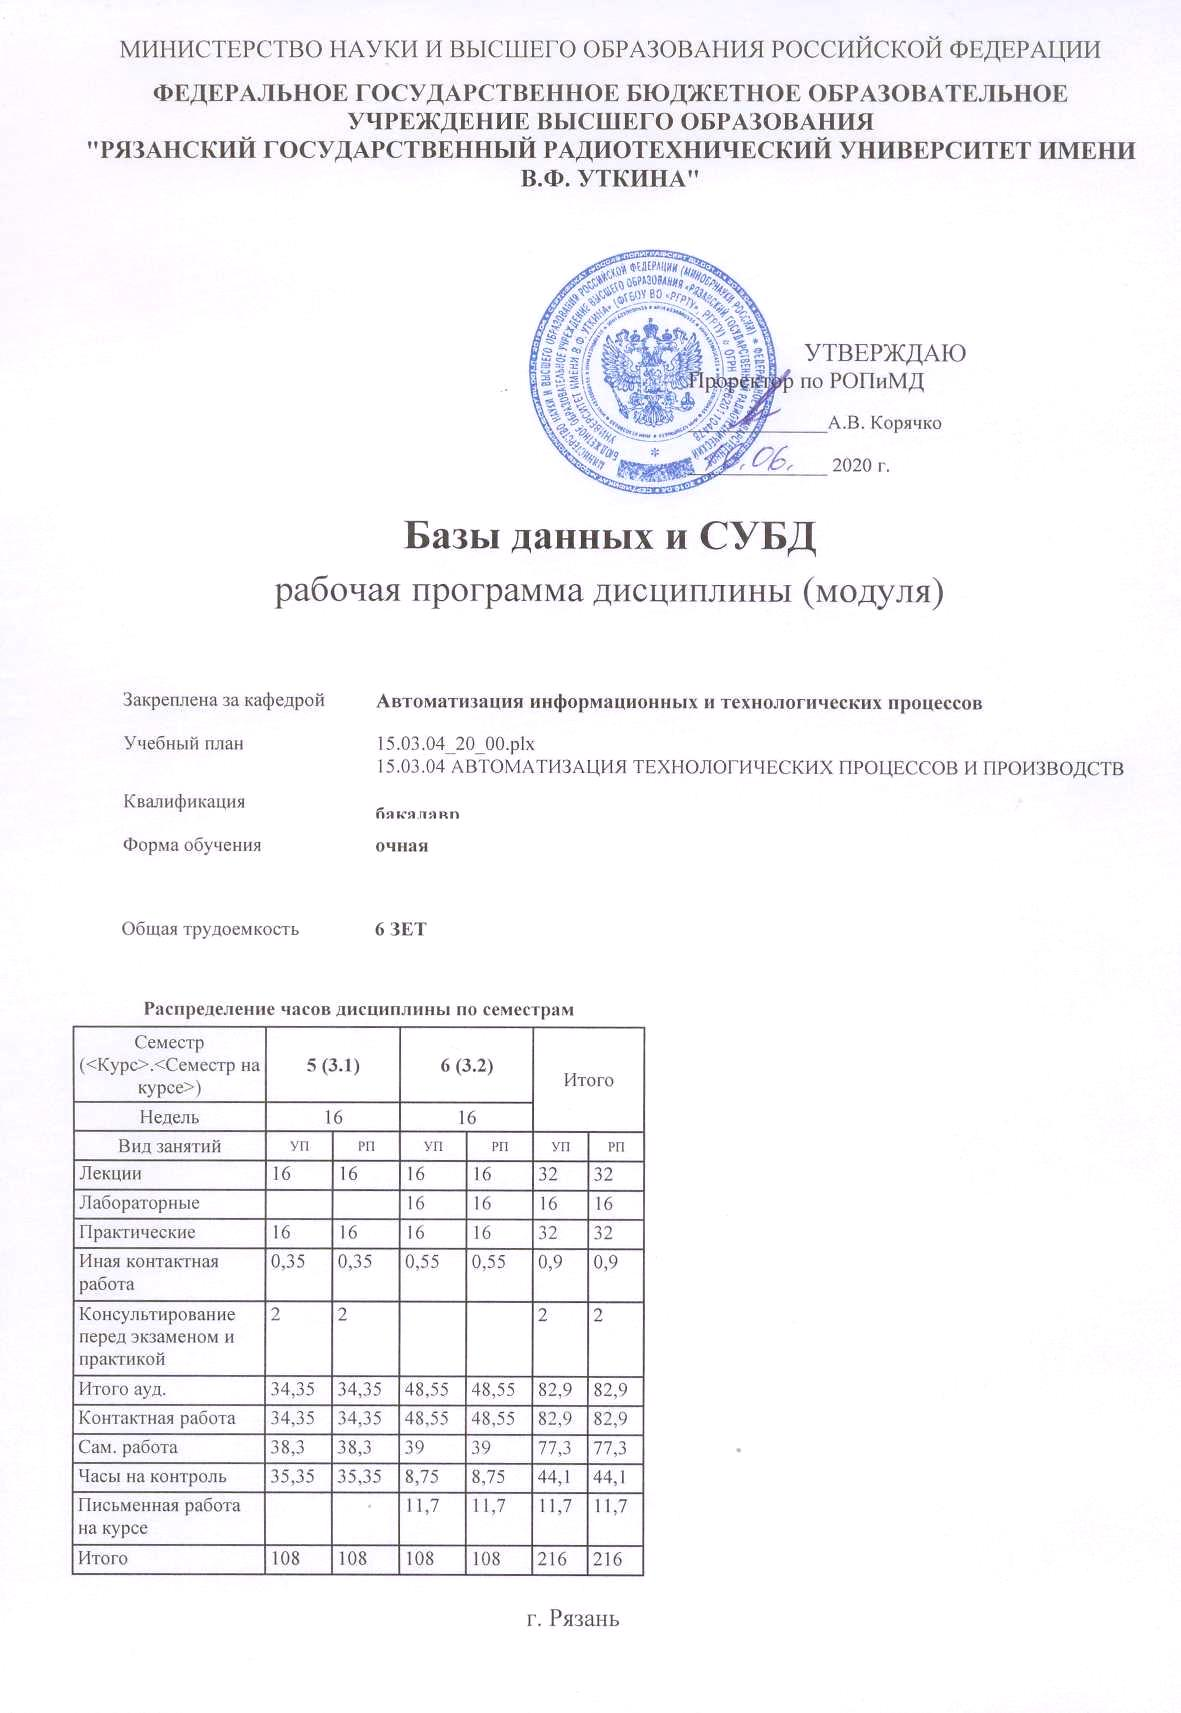 МИНИСТЕРСТВО НАУКИ И ВЫСШЕГО ОБРАЗОВАНИЯ РОССИЙСКОЙ ФЕДЕРАЦИИ
ФЕДЕРАЛЬНОЕ ГОСУДАРСТВЕННОЕ БЮДЖЕТНОЕ ОБРАЗОВАТЕЛЬНОЕ
УЧРЕЖДЕНИЕ ВЫСШЕГО ОБРАЗОВАНИЯ
"РЯЗАНСКИЙ ГОСУДАРСТВЕННЫЙ РАДИОТЕХНИЧЕСКИЙ УНИВЕРСИТЕТ ИМЕНИ
В.Ф. УТКИНА"
УТВЕРЖДАЮ
Проректор по РОПиМД
А.В. Корячко
06. 2020 г.
Базы данных и СУБД
рабочая программа дисциплины (модуля)
Закреплена за кафедрой Автоматизация информационных и технологических процессов
Учебный план 15.03.04_20_00.plx
15.03.04 АВТОМАТИЗАЦИЯ ТЕХНОЛОГИЧЕСКИХ ПРОЦЕССОВ И ПРОИЗВОДСТВ
Квалификация бакалавр
Форма обучения очная
Общая трудоемкость 6 ЗЕТ
Распределение часов дисциплины по семестрам
Семестр
(<Курс>.<Семестр на
курсе>) 5 (3.1) 6 (3.2) Итого
Недель 16 16
Вид занятий УП РП УП РП УП РП
Лекции 16 16 16 16 32 32
Лабораторные 16 16 16 16
Практические 16 16 16 16 32 32
Иная контактная
работа 0,35 0,35 0,55 0,55 0,9 0,9
Консультирование
перед экзаменом и
практикой 2 2 2 2
Итого ауд. 34,35 34,35 48,55 48,55 82,9 82,9
Контактная работа 34,35 34,35 48,55 48,55 82,9 82,9
Сам. работа 38,3 38,3 39 39 77,3 77,3
Часы на контроль 35,35 35,35 8,75 8,75 44,1 44,1
Письменная работа
на курсе 11,7 11,7 11,7 11,7
Итого 108 108 108 108 216 216
г. Рязань